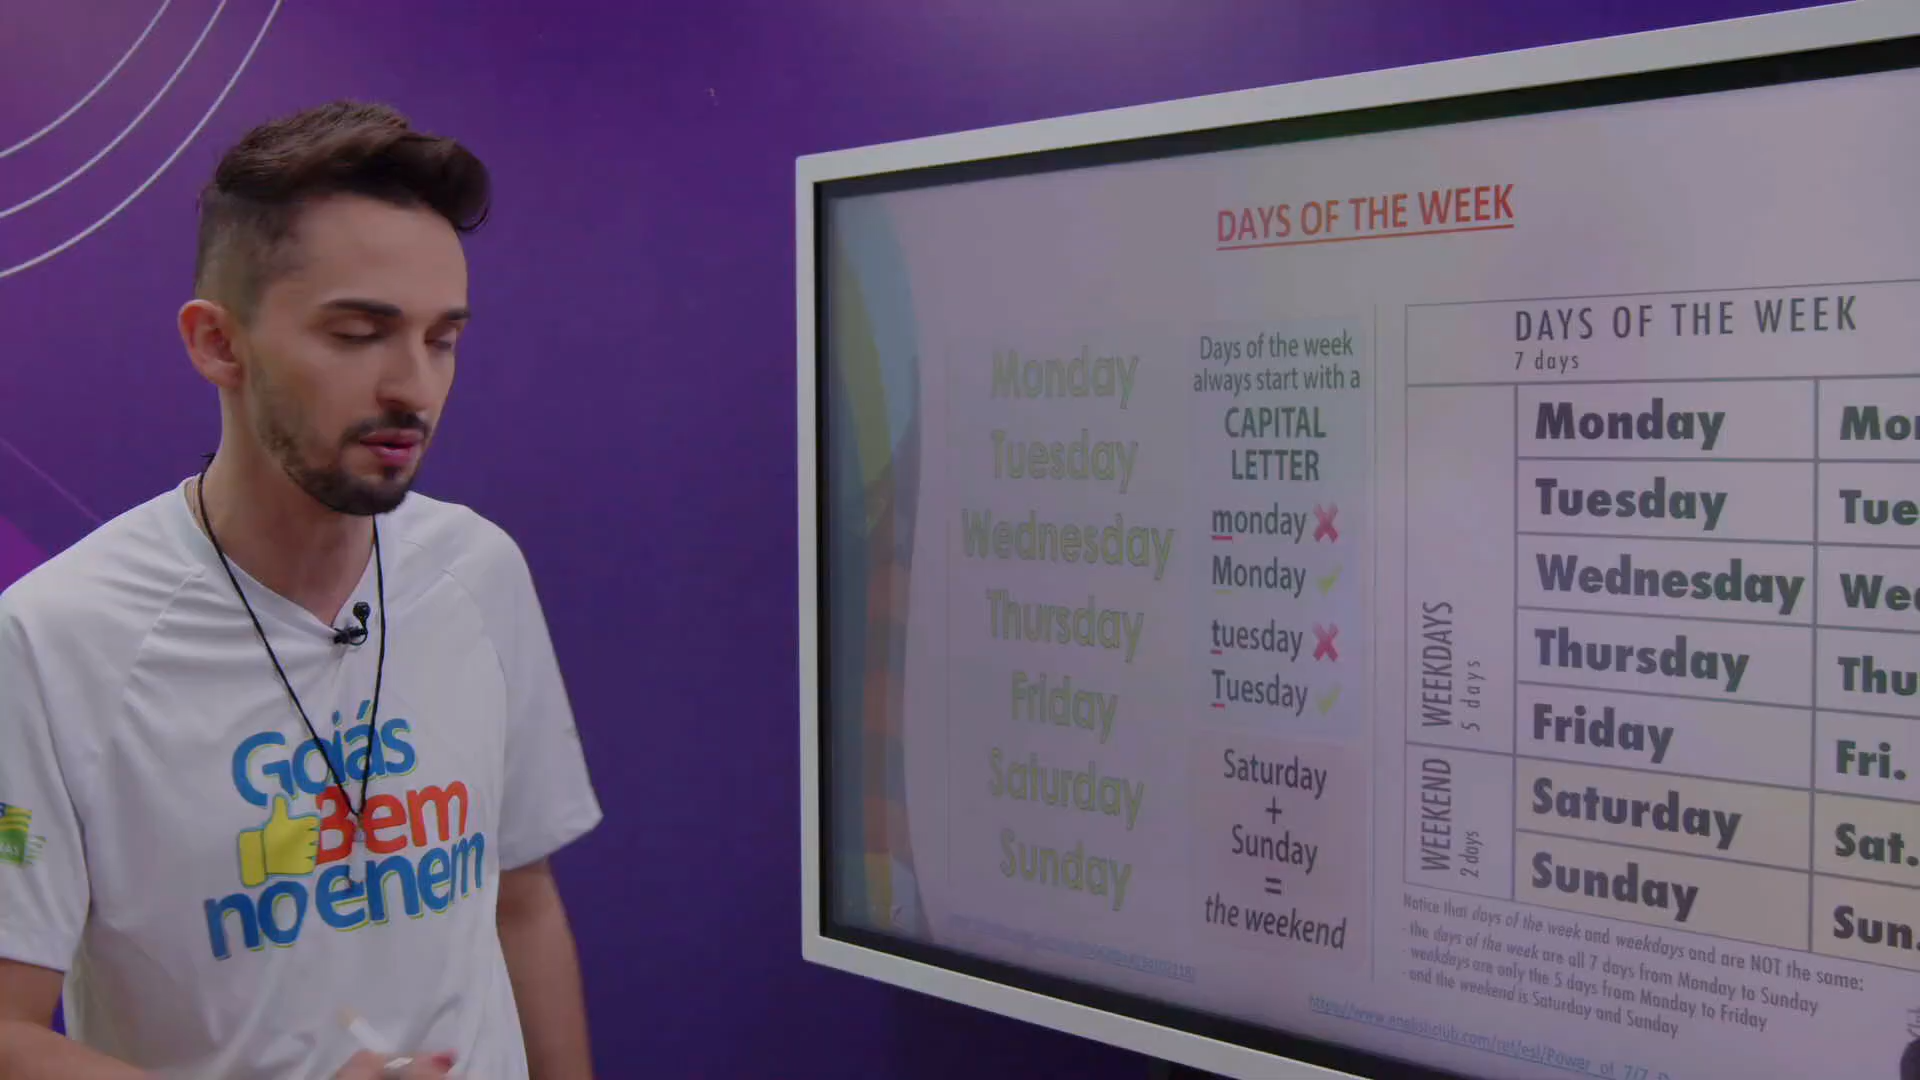 Goiás
Bem
no enem
DAYS OF THE WEEK
Monday
Tuesday
Wednesday
Thursday
Friday
Saturday
Sunday
Days of the week
always start with a
CAPITAL
LETTER
monday
Monday
tuesday
Tuesday
Saturday
+
Sunday
=
the weekend
DAYS OF THE WEEK
7 days
WEEKDAYS
5 days
WEEKEND
2 days
Monday
Tuesday
Wednesday
Thursday
Friday
Fri.
Saturday
Sat.
Sunday
Sun.
Notice that days of the week and weekdays and are NOT the same:
- the days of the week are all 7 days from Monday to Sunday
- weekdays are only the 5 days from Monday to Friday
- and the weekend is Saturday and Sunday